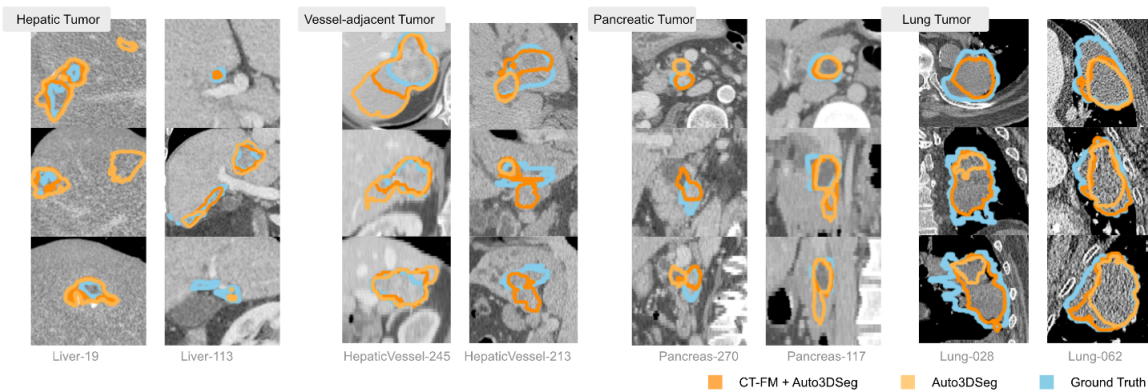 Hepatic Tumor
Vessel-adjacent Tumor
Pancreatic Tumor
Lung Tumor
Liver-19
Liver-113
HepaticVessel-245
HepaticVessel-213
Pancreas-270
Pancreas-117
Lung-028
Lung-062
CT-FM + Auto3DSeg
Auto3DSeg
Ground Truth